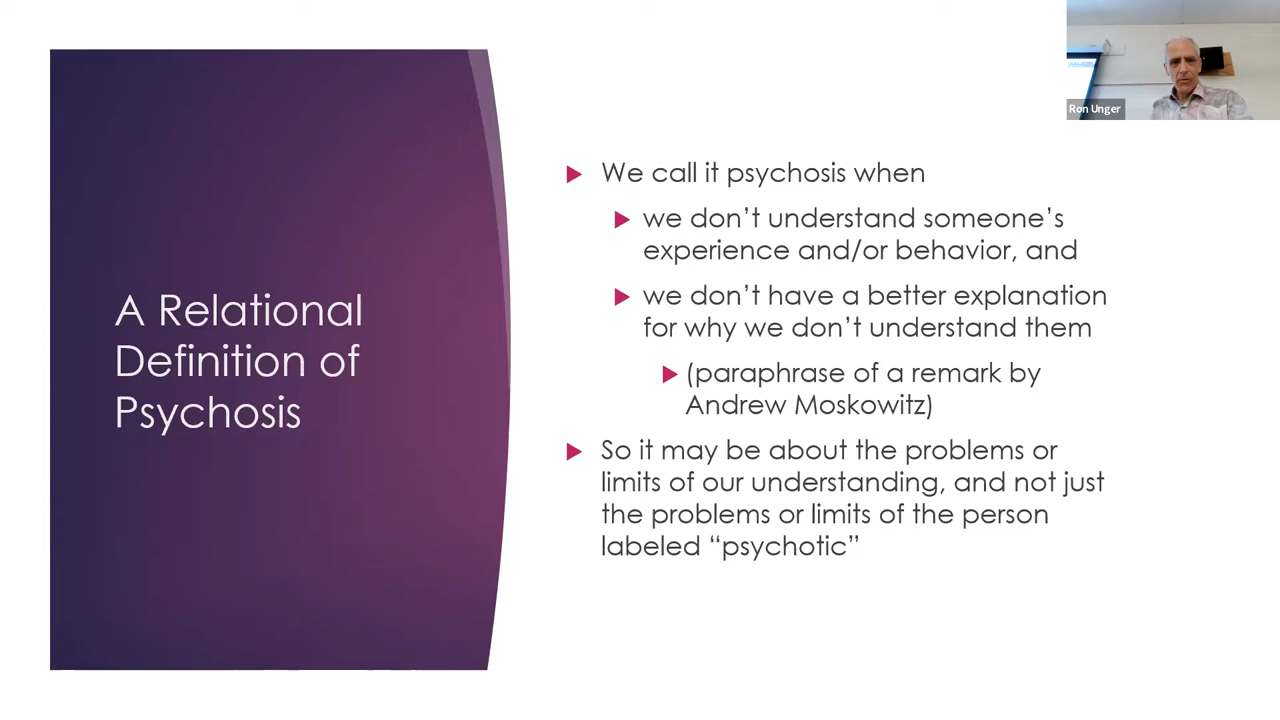 Ron Unger
A Relational
Definition of
Psychosis
We call it psychosis when
we don’t understand someone’s
experience and/or behavior, and
we don’t have a better explanation
for why we don’t understand them
(paraphrase of a remark by
Andrew Moskowitz)
So it may be about the problems or
limits of our understanding, and not just
the problems or limits of the person
labeled “psychotic”